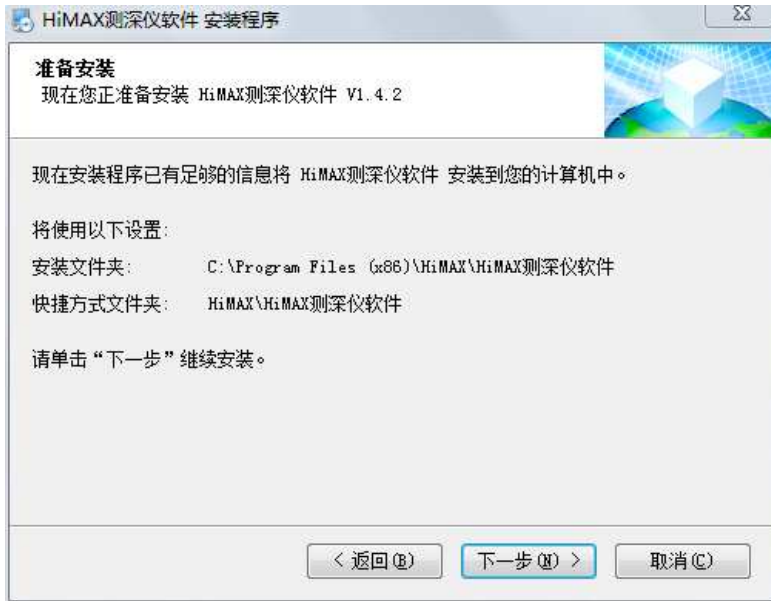 HiMAX测深仪软件 安装程序
准备安装
现在您正准备安装 HiMAX测深仪软件 V1.4.2
现在安装程序已有足够的信息将 HiMAX测深仪软件 安装到您的计算机中。
将使用以下设置:
安装文件夹: C:\Program Files (x86)\HiMAX\HiMAX测深仪软件
快捷方式文件夹: HiMAX\HiMAX测深仪软件
请单击“下一步”继续安装。
< 返回(B) 下一步(N) > 取消(C)